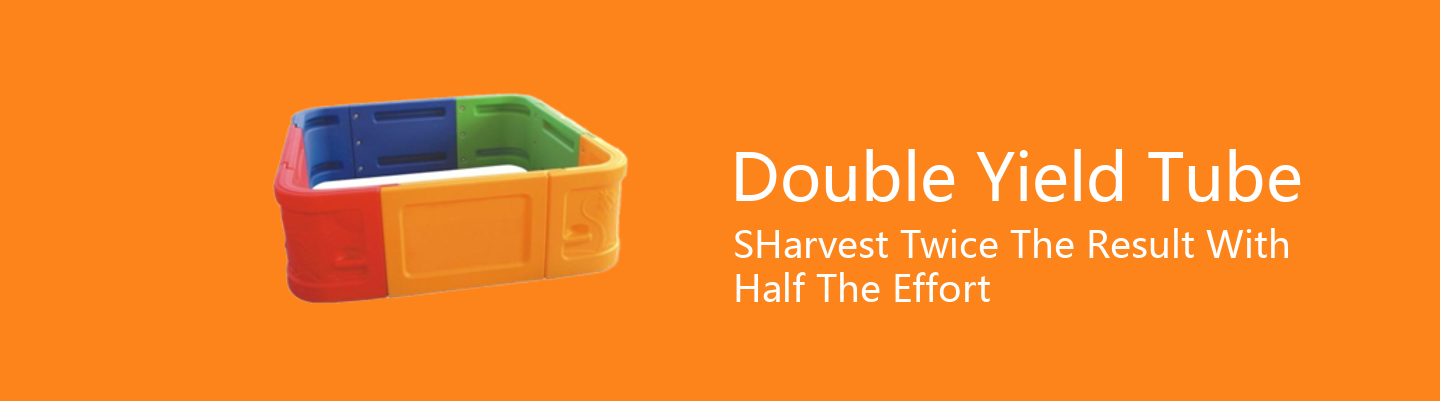 Double Yield Tube
SHarvest Twice The Result With
Half The Effort